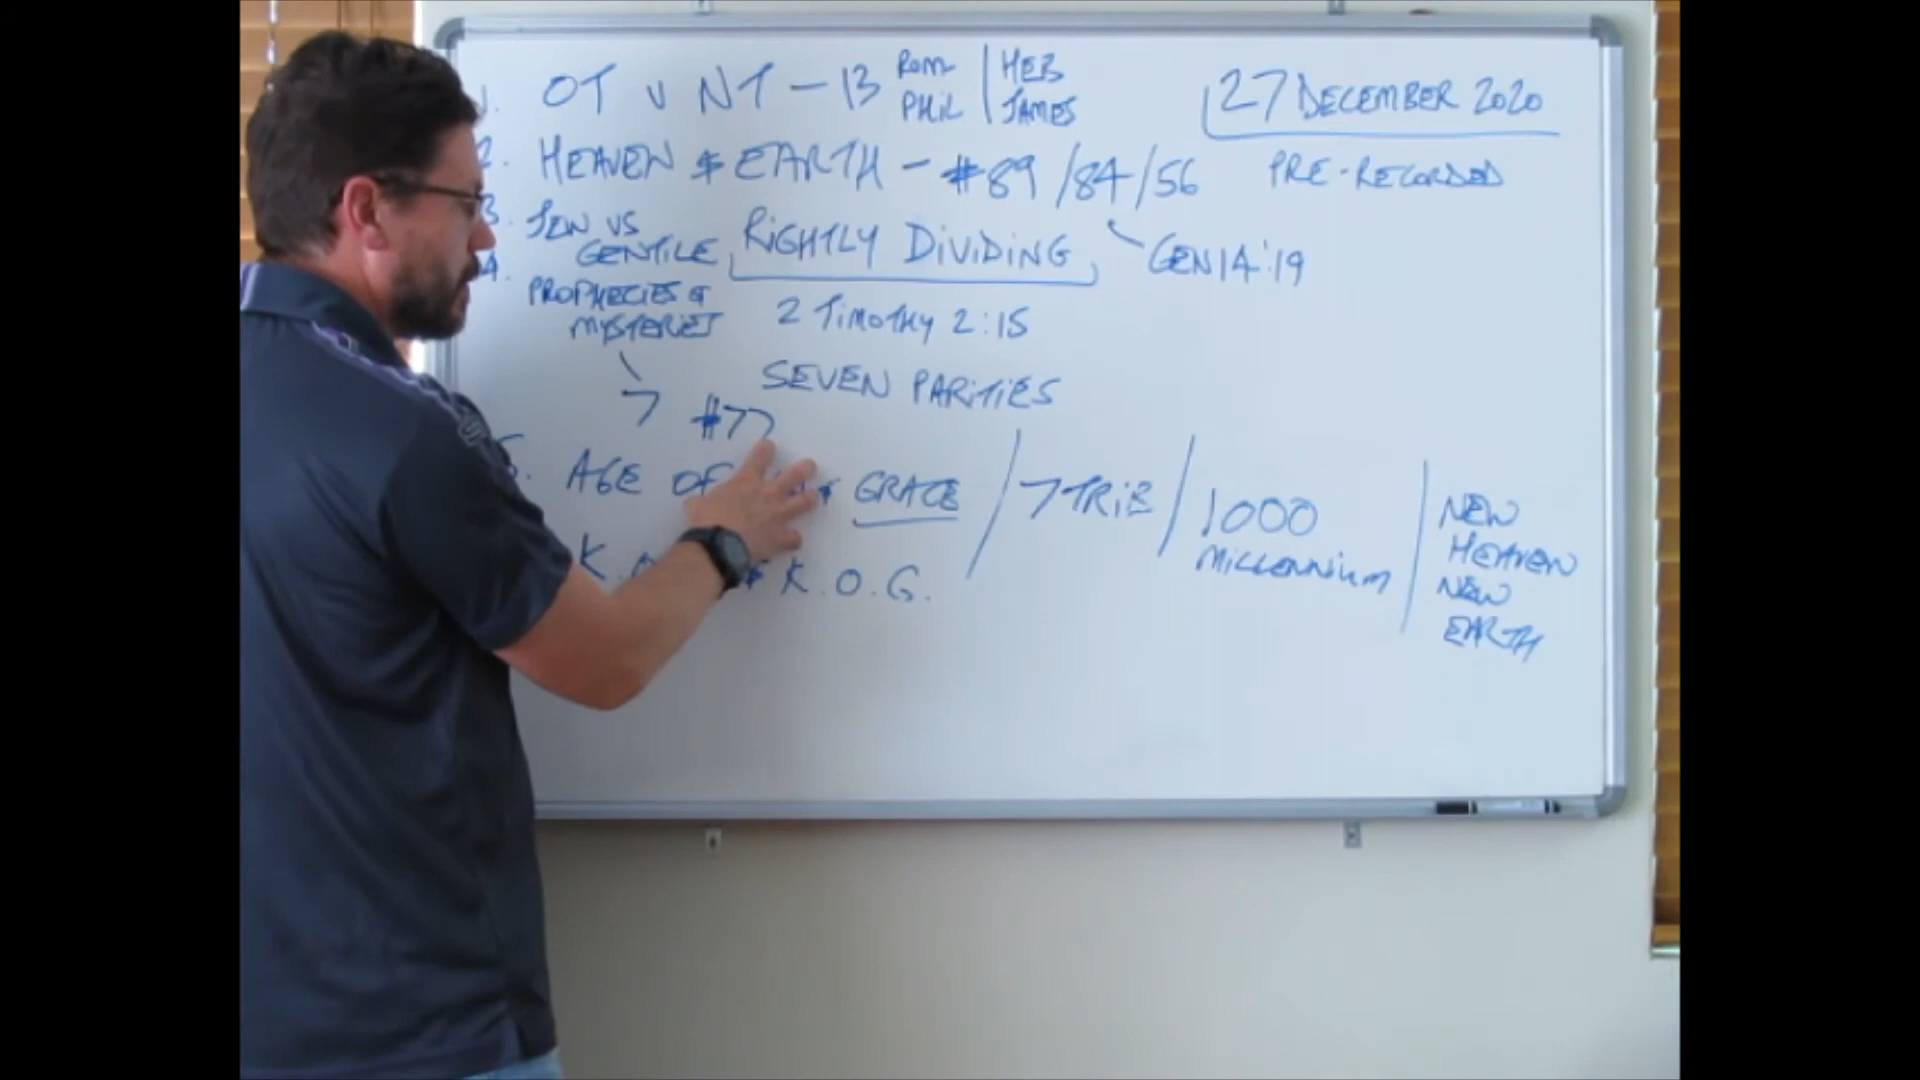 1. OT v NT - 13 Rom PHIL | HEB JAMES
27 DECEMBER 2020
PRE-RECORDED
2. HEAVEN & EARTH - #89/84/56
GEN 14:19
3. JEW VS GENTILE
RIGHTLY DIVIDING
2 TIMOTHY 2:15
SEVEN PARITIES
4. PROPHECIES & MYSTERIES
7 #77
5. AGE OF & GRACE / 7 TRIB / 1000 MILLENNIUM | NEW HEAVEN NEW EARTH
K. & K.O.G.